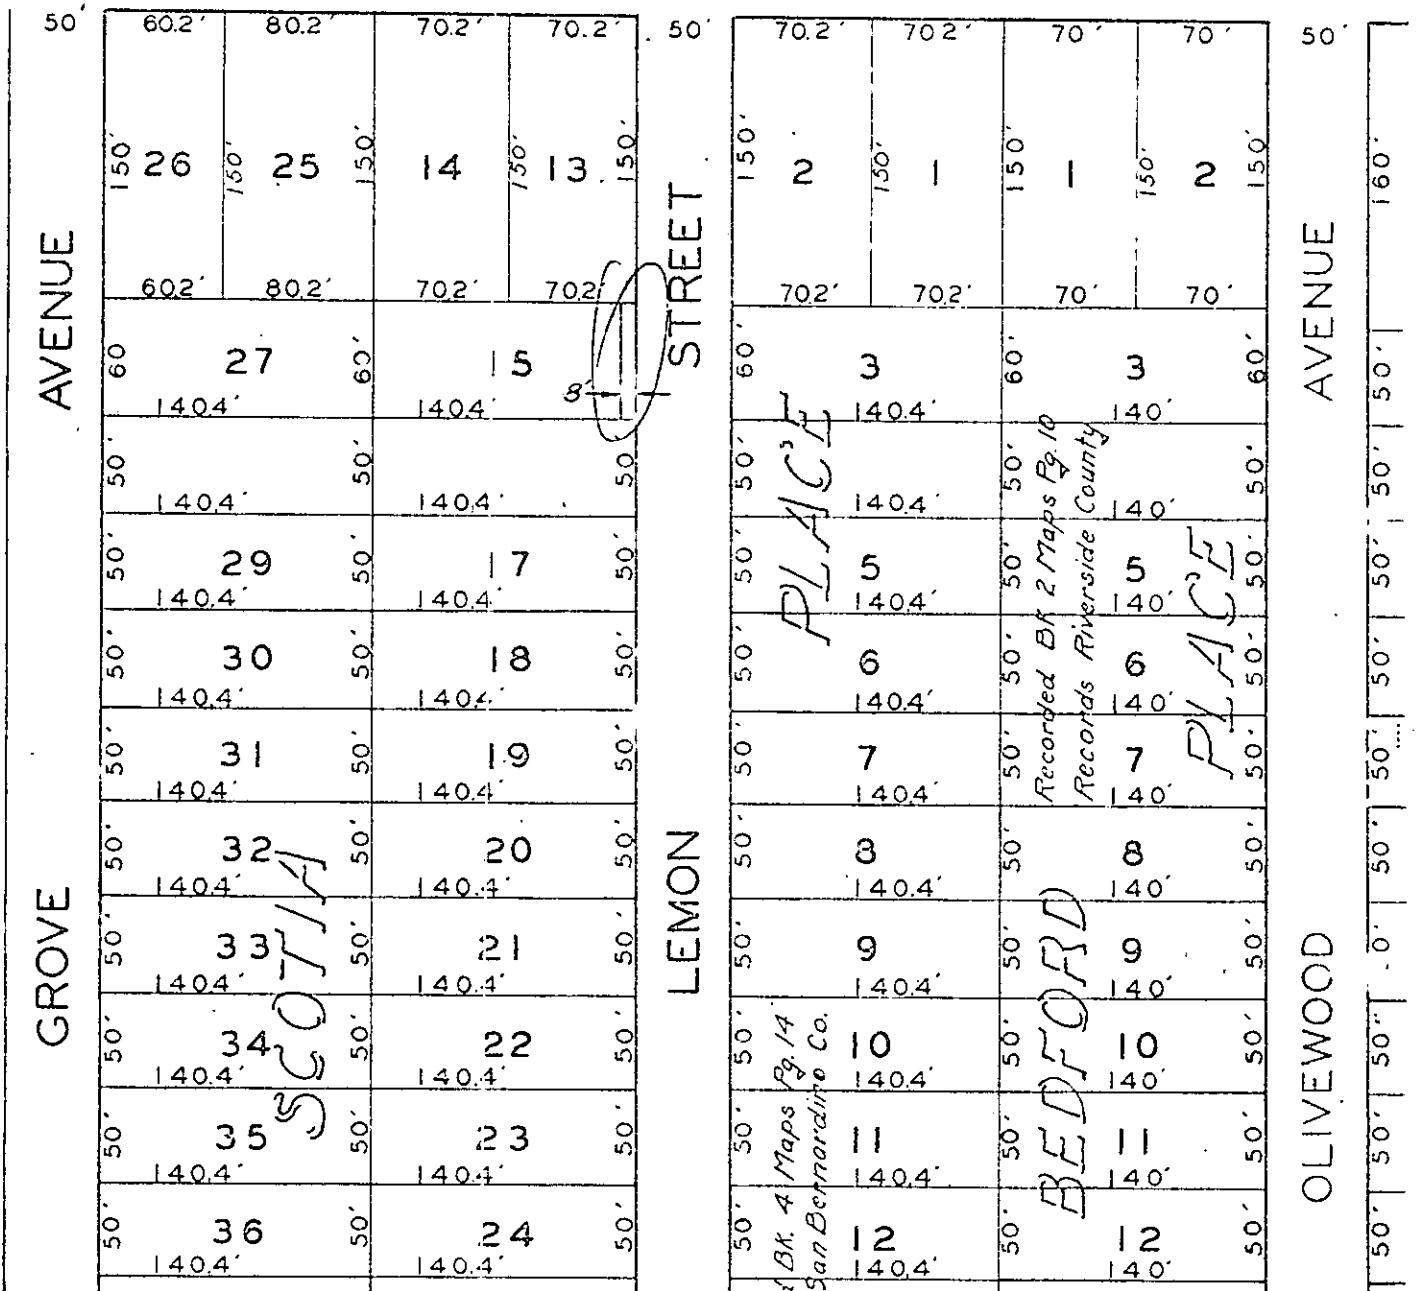 50' 60.2' 80.2' 70.2' 70.2' 50' 70.2' 70.2' 70' 70' 50'
150' 26 150' 25 150' 14 150' 13 150' 150' 2 150' 1 150' 1 150' 2 150' 160'
60.2' 80.2' 70.2' 70.2 70.2' 70.2' 70' 70'
60 27 60' 15 60' 3 60' 3 60' 50'
140.4' 140.4' 8' 140.4' 140'
50' 50' 50' 50' 50' 50' 50'
140.4' 140.4' 140.4' 140'
50' 29 50' 17 50' 50' 5 50' 5 50' 50'
140.4' 140.4' 140.4' 140'
50' 30 50' 18 50' 50' 6 50' 6 50' 50'
140.4' 140.4' 140.4' 140'
50' 31 50' 19 50' 50' 7 50' 7 50' 50'
140.4' 140.4' 140.4' 140'
50' 32 50' 20 50' 50' 8 50' 8 50' 50'
140.4' 140.4' 140.4' 140'
50' 33 50' 21 50' 50' 9 50' 9 50' 0'
140.4' 140.4' 140.4' 140'
50' 34 50' 22 50' 50' 10 50' 10 50' 50'
140.4' 140.4' 140.4' 140'
50' 35 50' 23 50' 50' 11 50' 11 50' 50'
140.4' 140.4' 140.4' 140'
50' 36 50' 24 50' 50' 12 50' 12 50' 50'
140.4' 140.4' 140.4' 140'
GROVE AVENUE
SCOTIA PLACE
LEMON STREET
BK. 4 Maps Pg. 14
San Bernardino Co.
Recorded BK 2 Maps Pg. 10
Records Riverside County
BEDFORD PLACE
OLIVEWOOD AVENUE